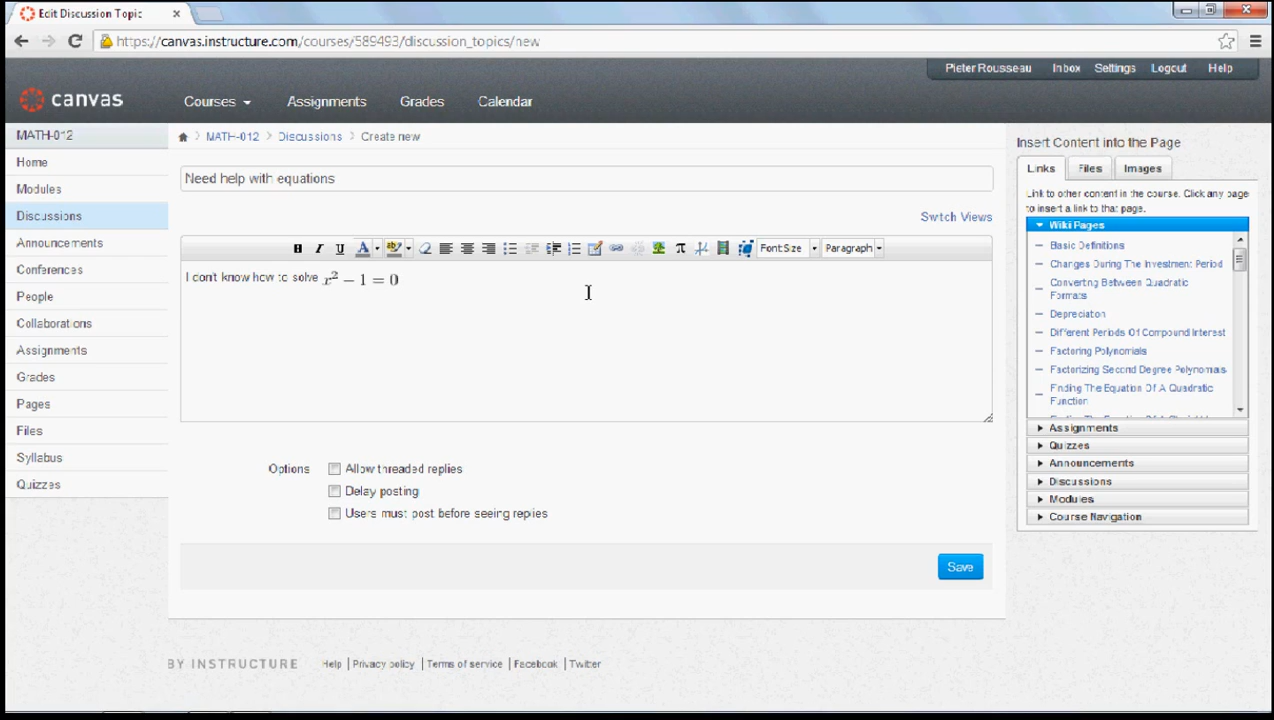 Edit Discussion Topic
https://canvas.instructure.com/courses/589493/discussion_topics/new
Pieter Rousseau Inbox Settings Logout Help
canvas Courses Assignments Grades Calendar
MATH-012
Home
Modules
Discussions
Announcements
Conferences
People
Collaborations
Assignments
Grades
Pages
Files
Syllabus
Quizzes
MATH-012 > Discussions > Create new
Need help with equations
Switch Views
B I U A ab π Font Size Paragraph
I don't know how to solve x² − 1 = 0
Options Allow threaded replies
Delay posting
Users must post before seeing replies
Save
Insert Content into the Page
Links Files Images
Link to other content in the course. Click any page
to insert a link to that page.
Wiki Pages
Basic Definitions
Changes During The Investment Period
Converting Between Quadratic
Formats
Depreciation
Different Periods Of Compound Interest
Factoring Polynomials
Factorizing Second Degree Polynomials
Finding The Equation Of A Quadratic
Function
Assignments
Quizzes
Announcements
Discussions
Modules
Course Navigation
BY INSTRUCTURE Help | Privacy policy | Terms of service | Facebook | Twitter